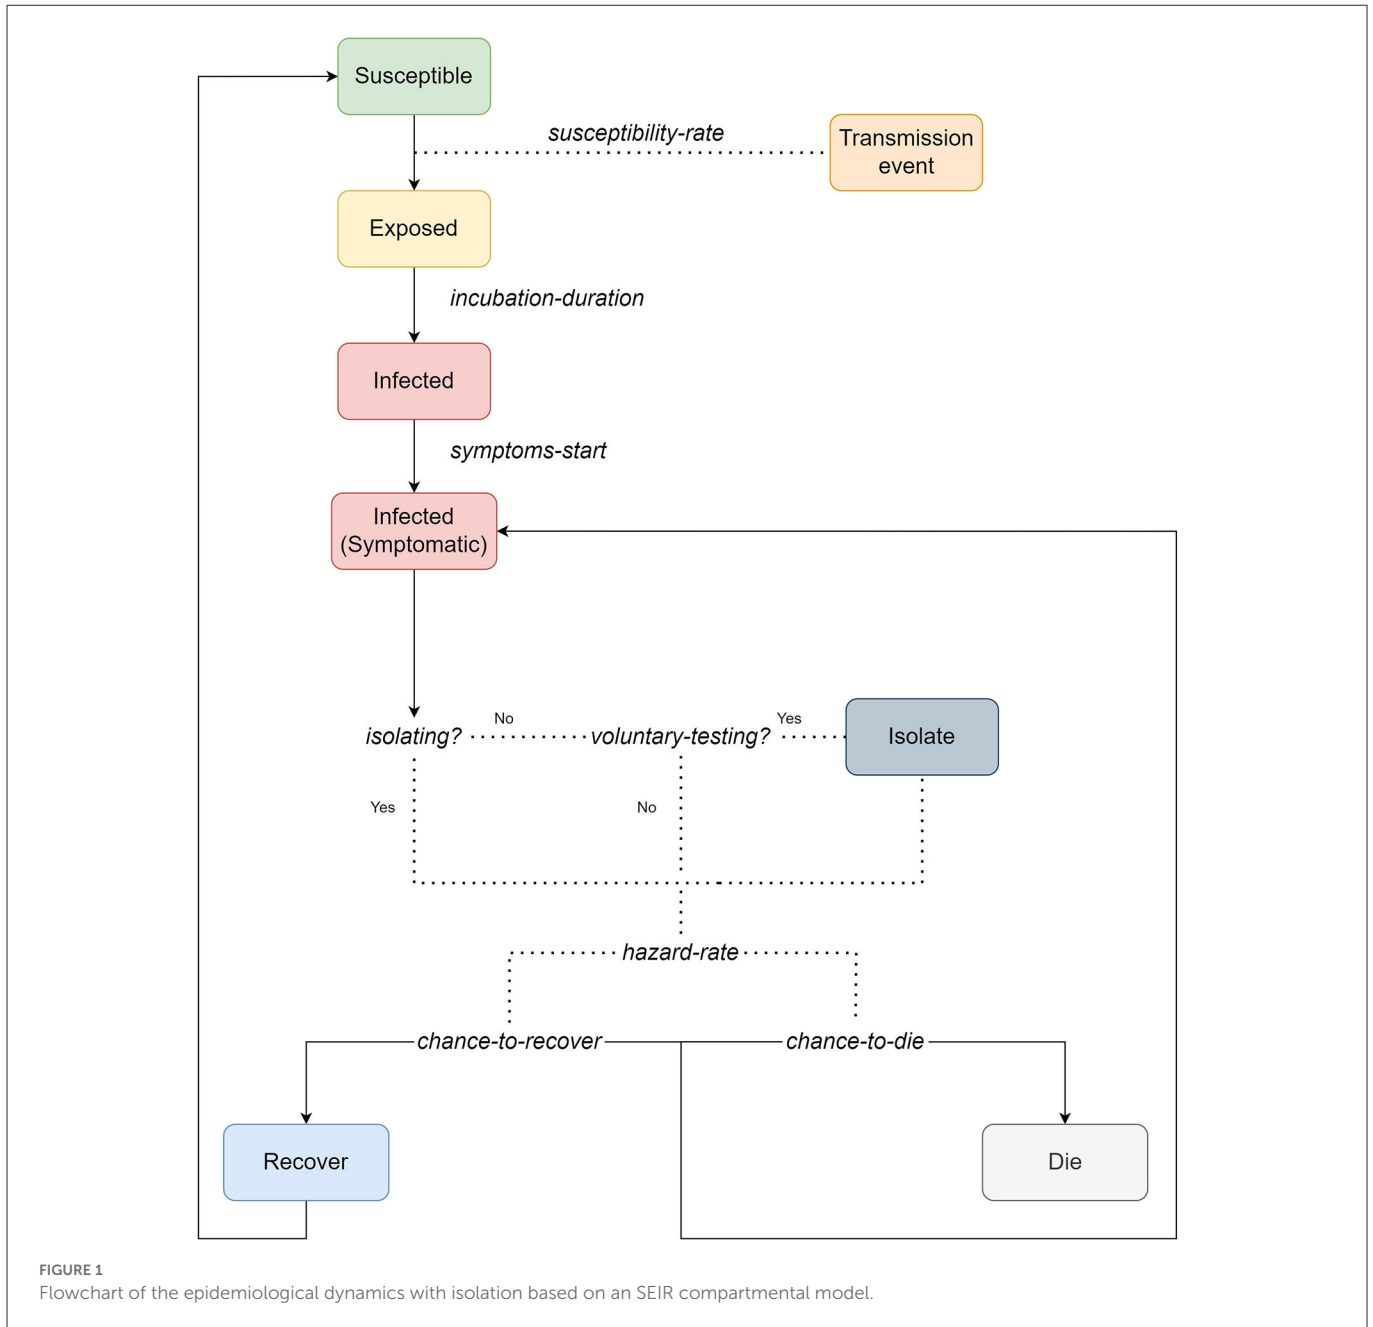 Susceptible
susceptibility-rate
Transmission
event
Exposed
incubation-duration
Infected
symptoms-start
Infected
(Symptomatic)
No
Yes
isolating?
voluntary-testing?
Isolate
Yes
No
hazard-rate
chance-to-recover
chance-to-die
Recover
Die
FIGURE 1
Flowchart of the epidemiological dynamics with isolation based on an SEIR compartmental model.